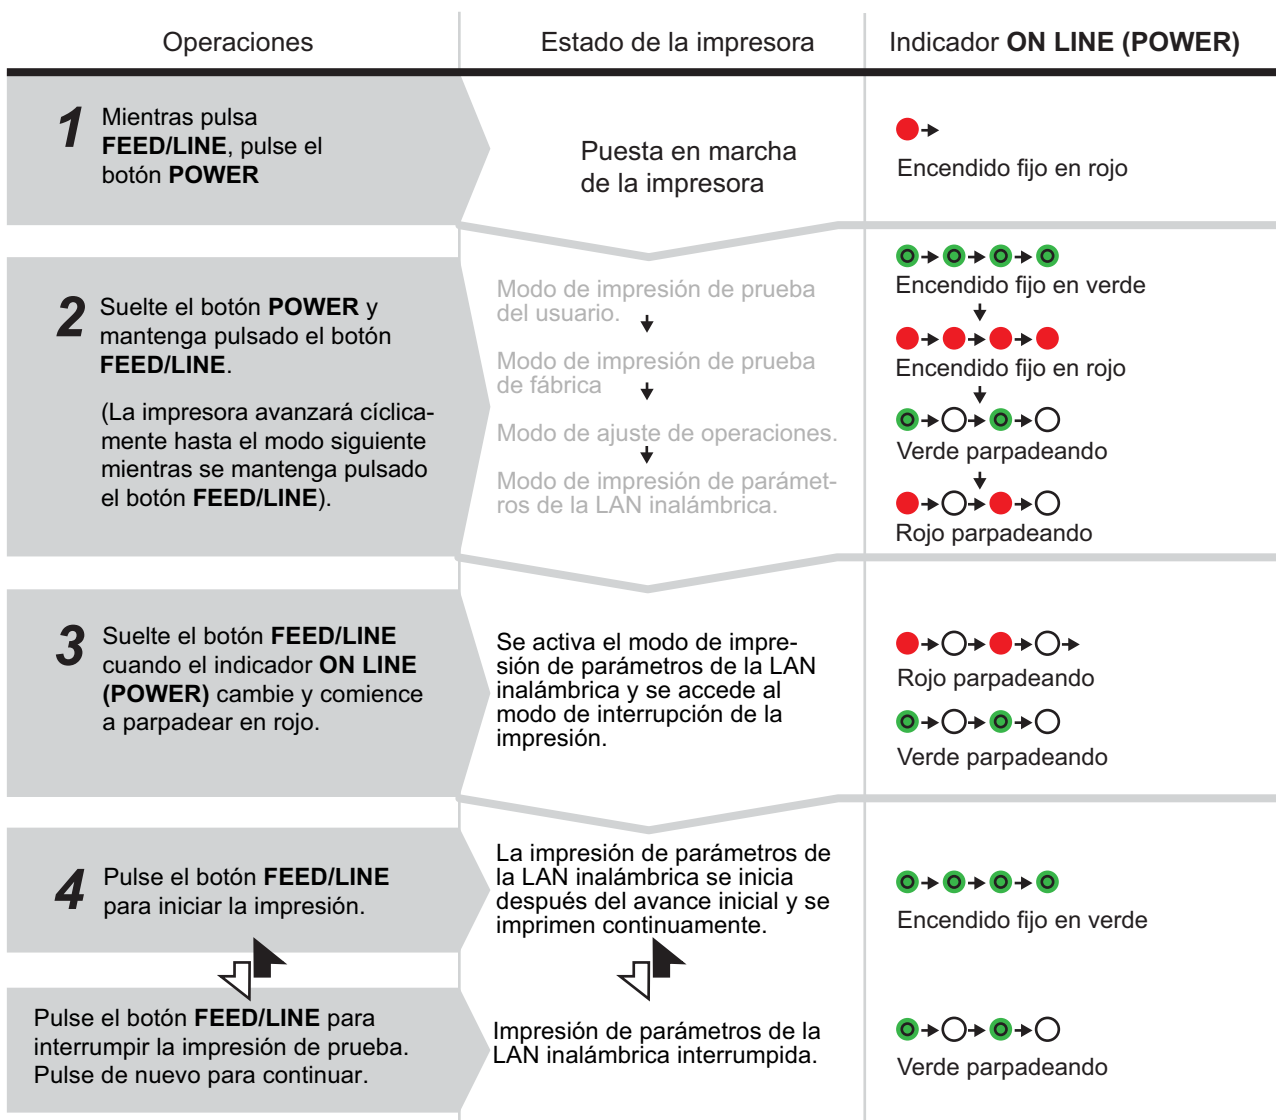 Operaciones
Estado de la impresora
Indicador ON LINE (POWER)
1
Mientras pulsa
FEED/LINE, pulse el
botón POWER
Puesta en marcha
de la impresora
Encendido fijo en rojo
2
Suelte el botón POWER y
mantenga pulsado el botón
FEED/LINE.
(La impresora avanzará cíclica-
mente hasta el modo siguiente
mientras se mantenga pulsado
el botón FEED/LINE).
Modo de impresión de prueba
del usuario.
Modo de impresión de prueba
de fábrica
Modo de ajuste de operaciones.
Modo de impresión de parámet-
ros de la LAN inalámbrica.
Encendido fijo en verde
Encendido fijo en rojo
Verde parpadeando
Rojo parpadeando
3
Suelte el botón FEED/LINE
cuando el indicador ON LINE
(POWER) cambie y comience
a parpadear en rojo.
Se activa el modo de impre-
sión de parámetros de la LAN
inalámbrica y se accede al
modo de interrupción de la
impresión.
Rojo parpadeando
Verde parpadeando
4
Pulse el botón FEED/LINE
para iniciar la impresión.
La impresión de parámetros de
la LAN inalámbrica se inicia
después del avance inicial y se
imprimen continuamente.
Encendido fijo en verde
Pulse el botón FEED/LINE para
interrumpir la impresión de prueba.
Pulse de nuevo para continuar.
Impresión de parámetros de la
LAN inalámbrica interrumpida.
Verde parpadeando